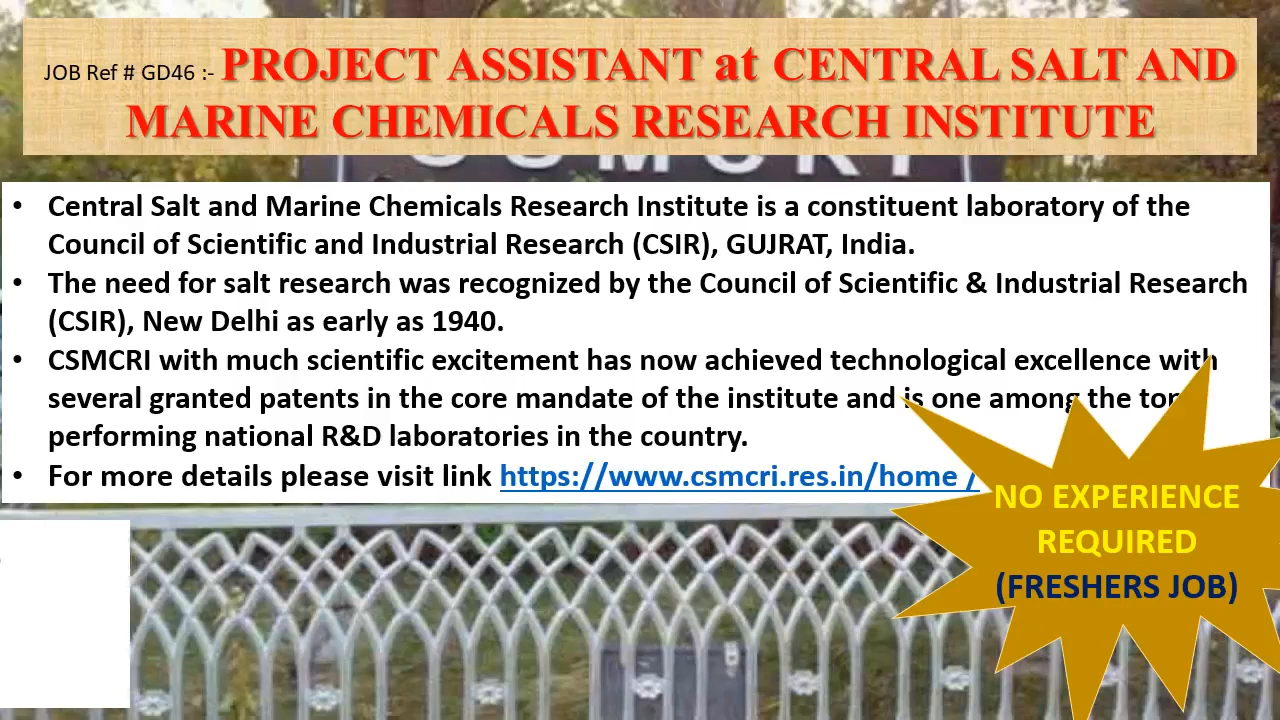 JOB Ref # GD46 :- PROJECT ASSISTANT at CENTRAL SALT AND
MARINE CHEMICALS RESEARCH INSTITUTE
CSMCRI
• Central Salt and Marine Chemicals Research Institute is a constituent laboratory of the
Council of Scientific and Industrial Research (CSIR), GUJRAT, India.
• The need for salt research was recognized by the Council of Scientific & Industrial Research
(CSIR), New Delhi as early as 1940.
• CSMCRI with much scientific excitement has now achieved technological excellence with
several granted patents in the core mandate of the institute and is one among the top
performing national R&D laboratories in the country.
• For more details please visit link https://www.csmcri.res.in/home /
NO EXPERIENCE
REQUIRED
(FRESHERS JOB)